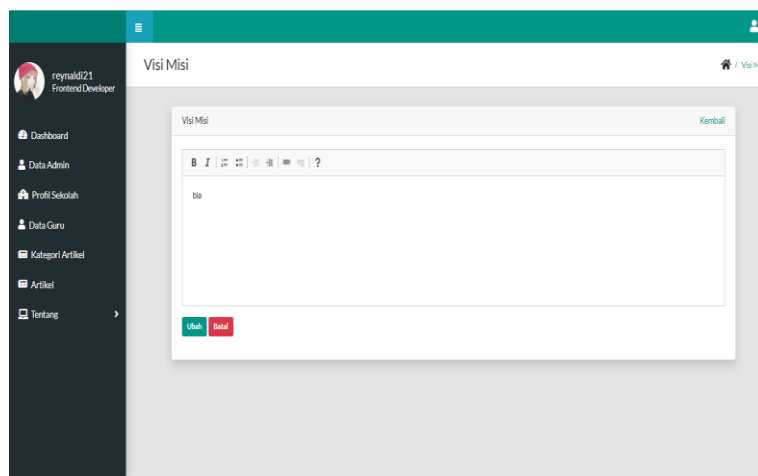 reynaldi21
Frontend Developer
Dashboard
Data Admin
Profil Sekolah
Data Guru
Kategori Artikel
Artikel
Tentang
Visi Misi
/ Visi M
Visi Misi
Kembali
B I ?
bla
Ubah Batal